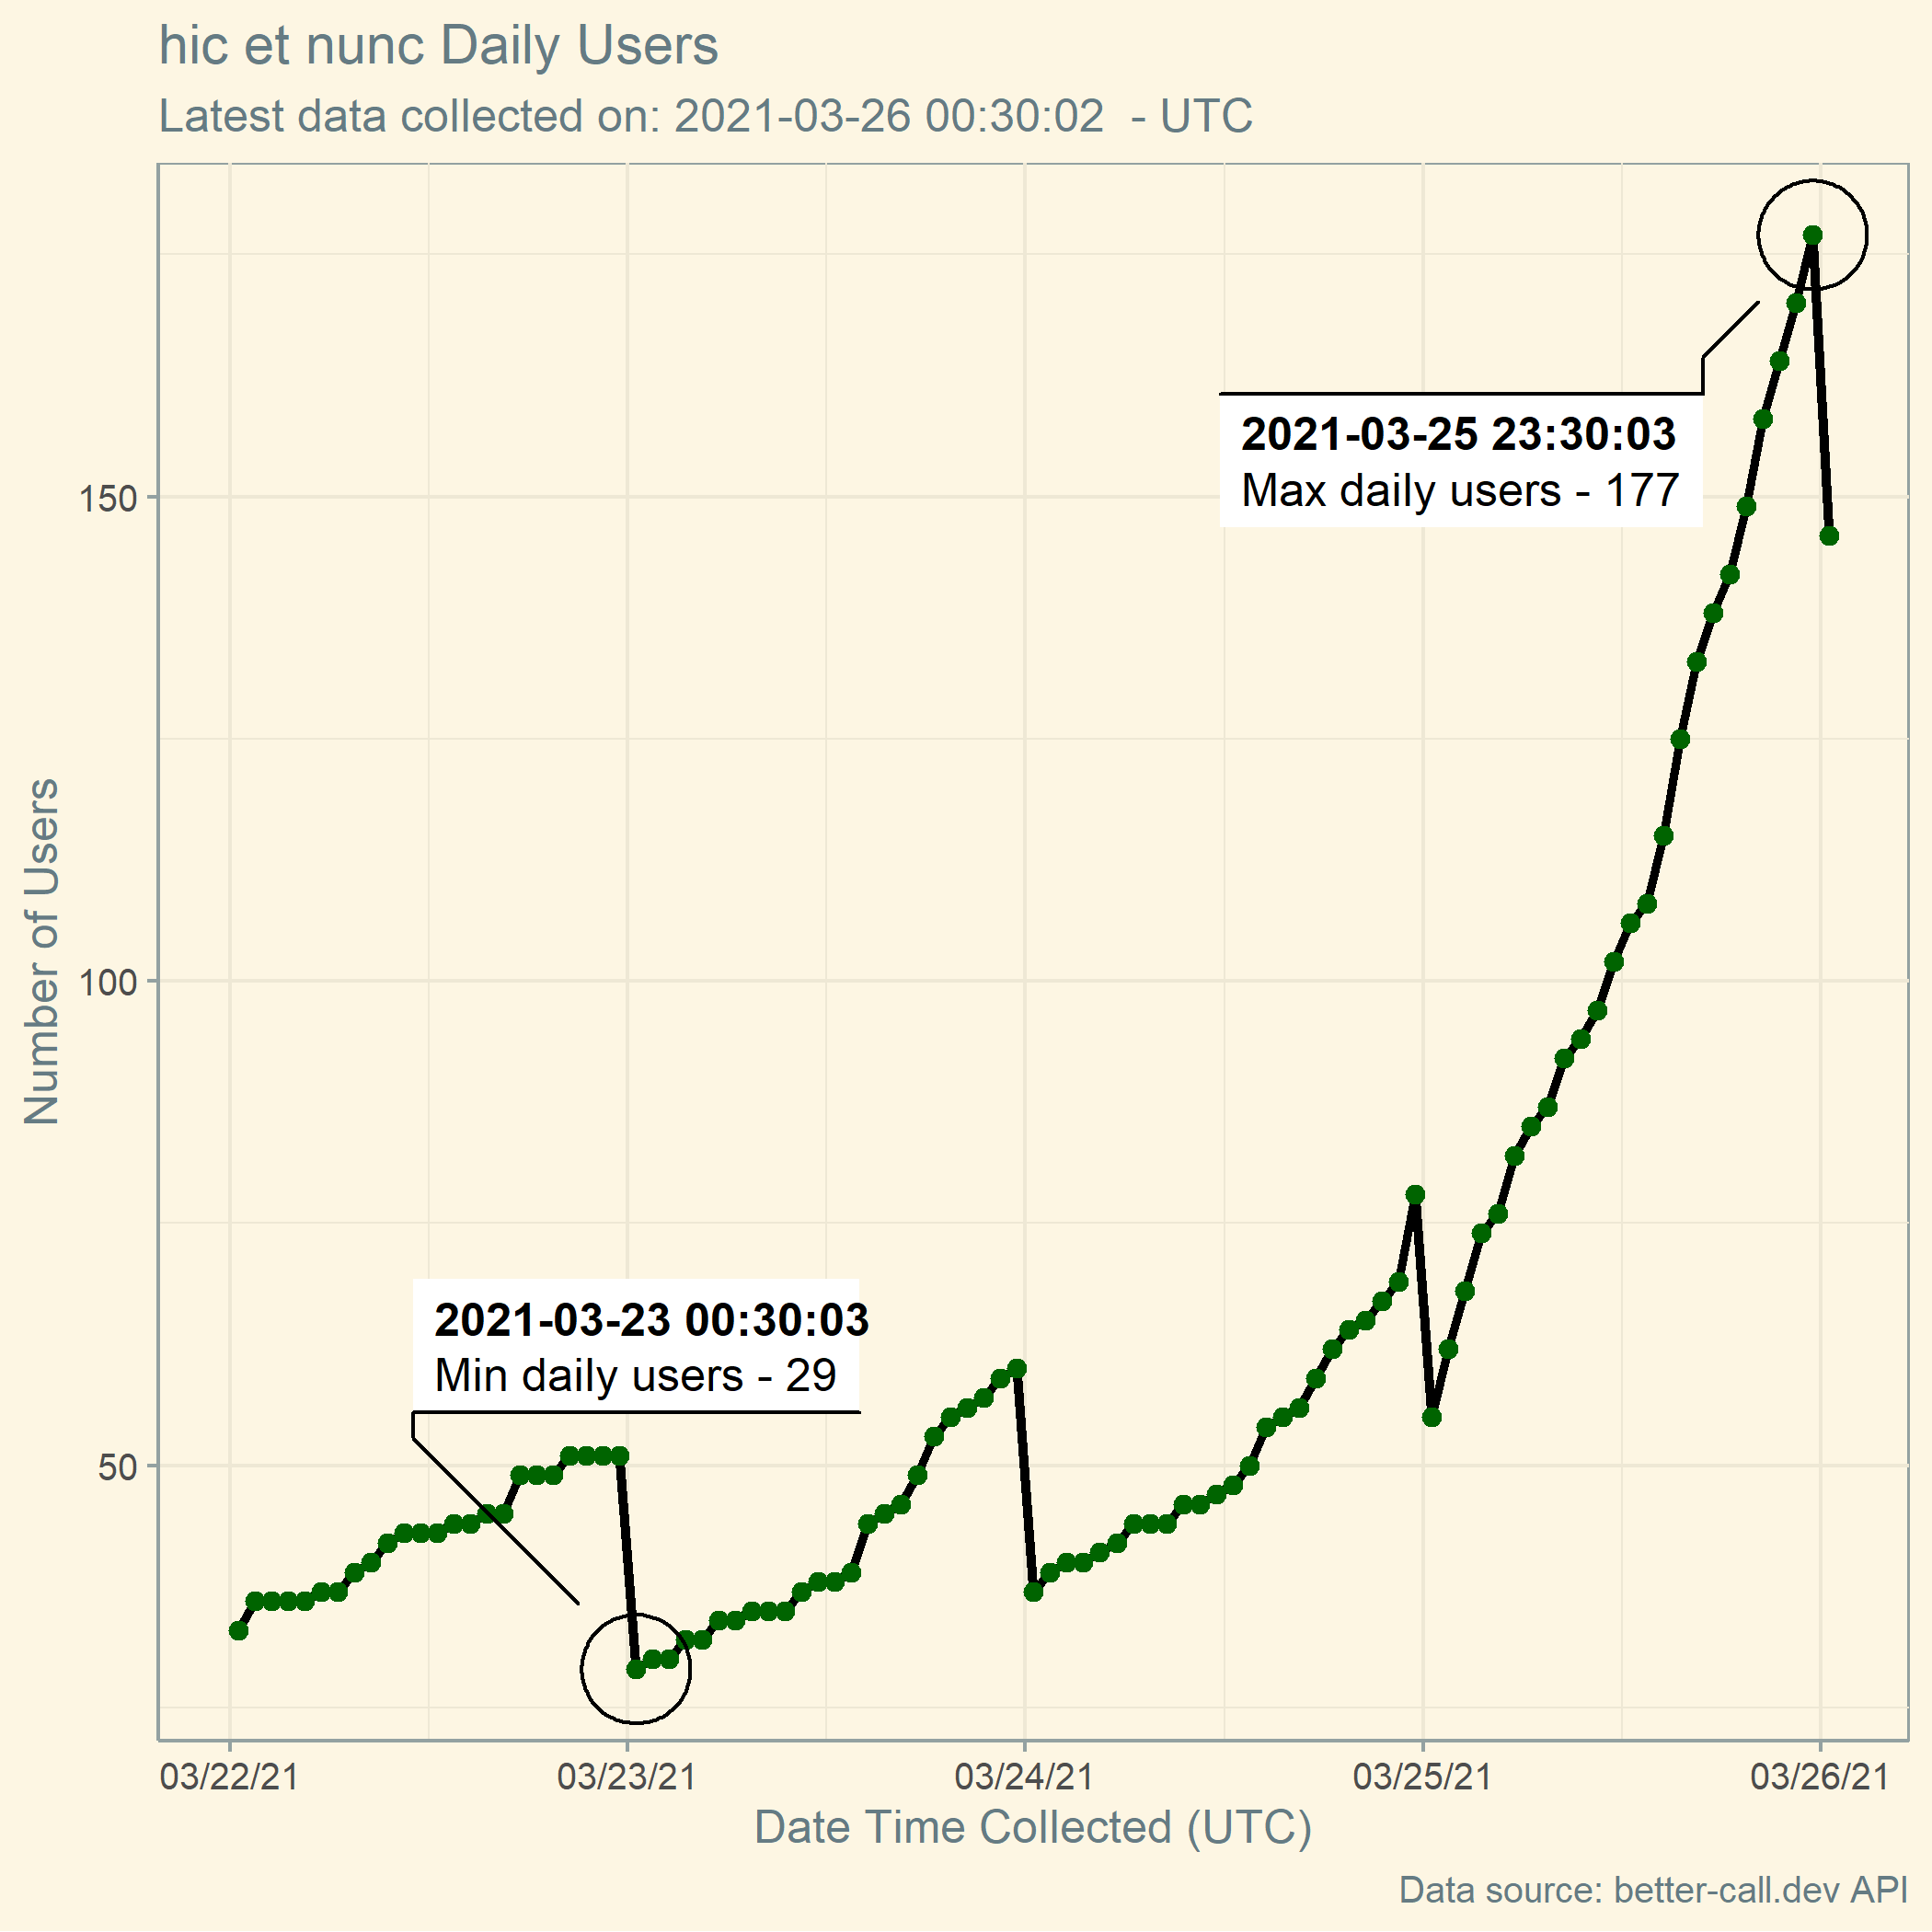 hic et nunc Daily Users
Latest data collected on: 2021-03-26 00:30:02  - UTC
2021-03-25 23:30:03
Max daily users - 177
150
100
Number of Users
2021-03-23 00:30:03
Min daily users - 29
50
03/22/21
03/23/21
03/24/21
03/25/21
03/26/21
Date Time Collected (UTC)
Data source: better-call.dev API